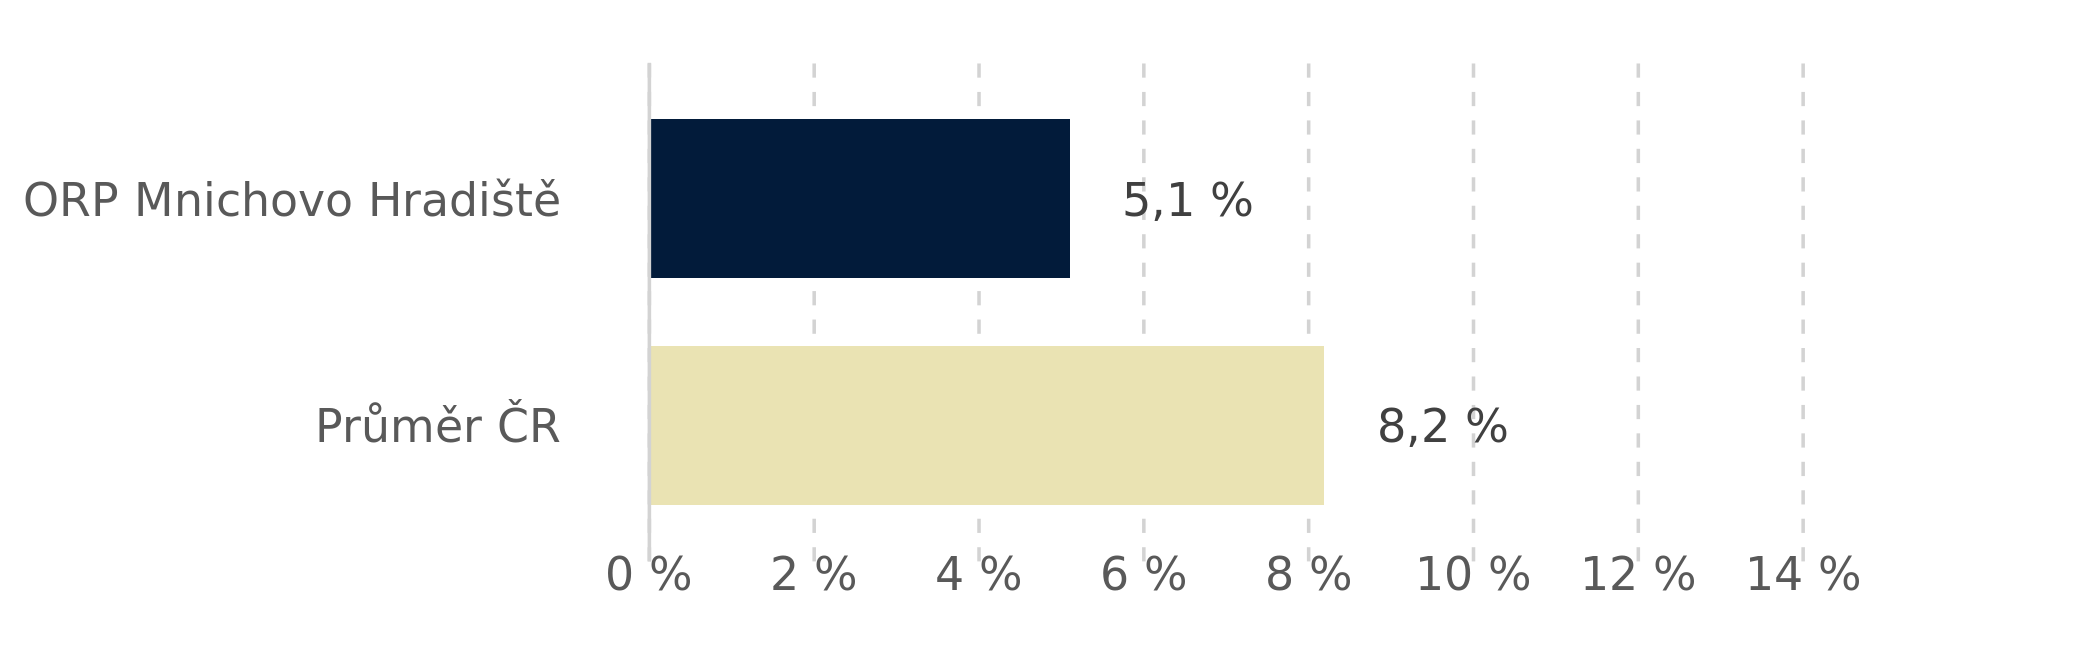 ORP Mnichovo Hradiště
5,1 %
Průměr ČR
8,2 %
0 % 2 % 4 % 6 % 8 % 10 % 12 % 14 %